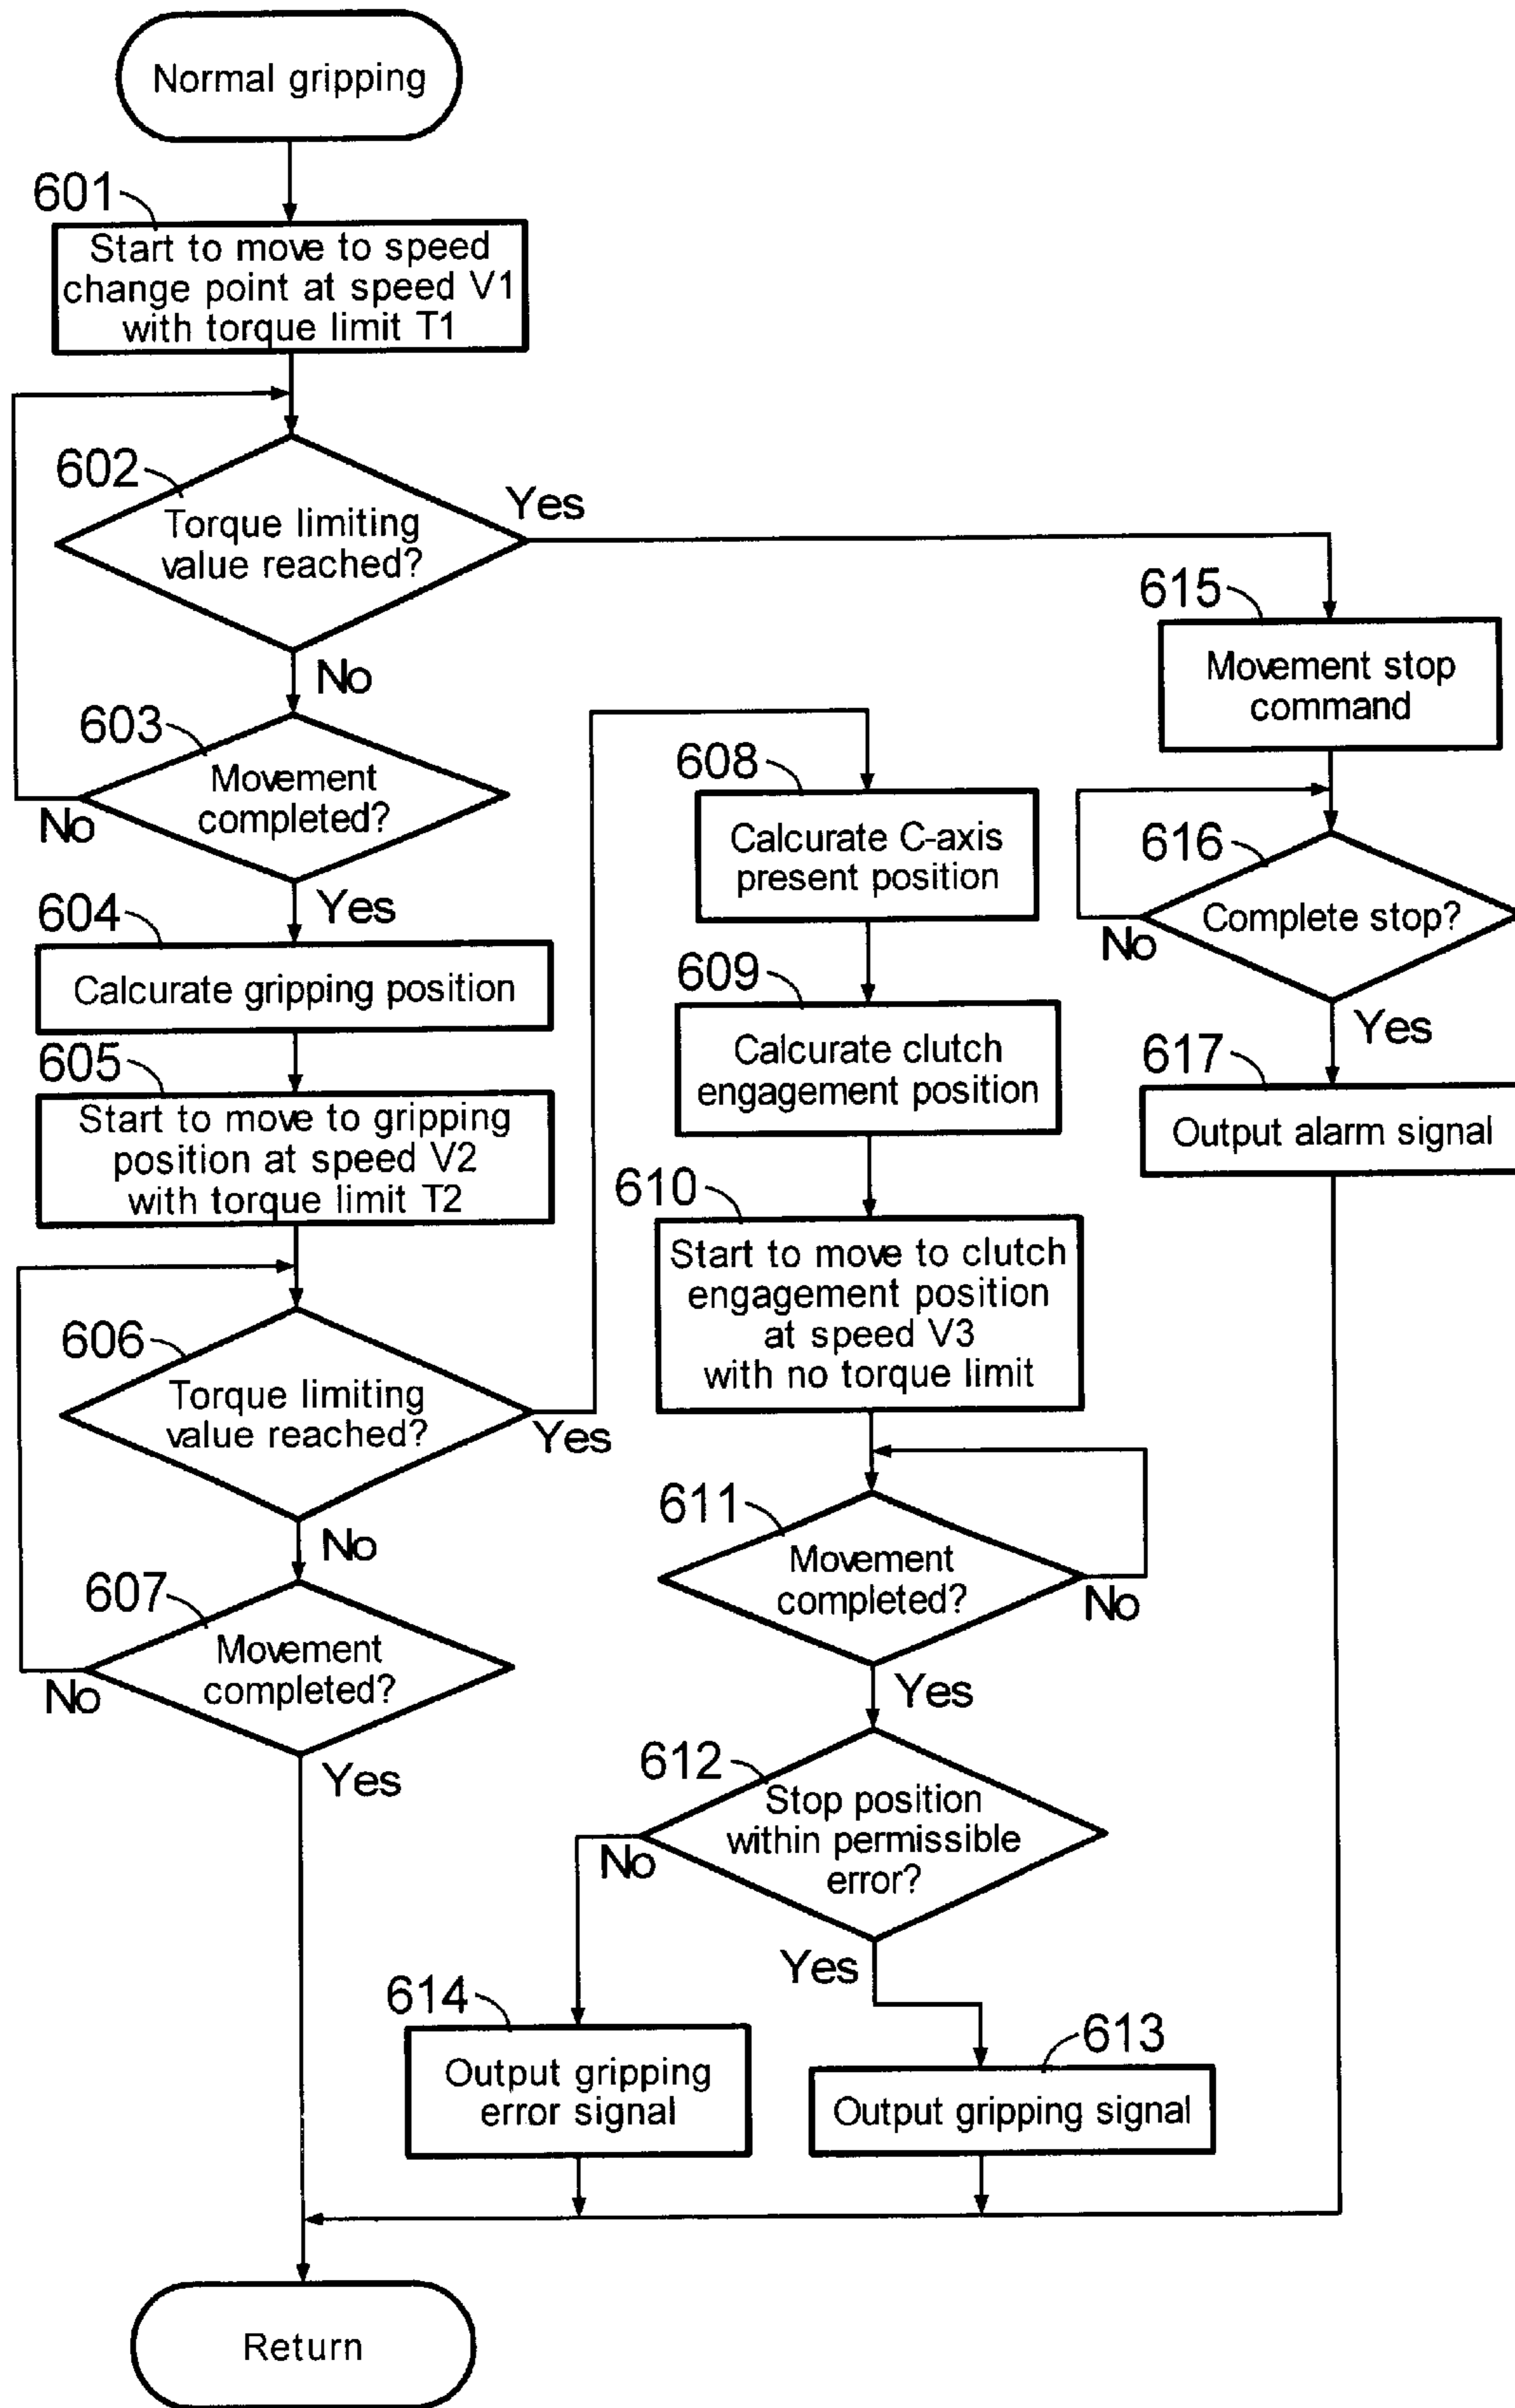 Normal gripping
601
Start to move to speed
change point at speed V1
with torque limit T1
602
Torque limiting
value reached?
Yes
No
603
Movement
completed?
No
Yes
604
Calcurate gripping position
605
Start to move to gripping
position at speed V2
with torque limit T2
606
Torque limiting
value reached?
Yes
No
607
Movement
completed?
No
Yes
608
Calcurate C-axis
present position
609
Calcurate clutch
engagement position
610
Start to move to clutch
engagement position
at speed V3
with no torque limit
611
Movement
completed?
No
Yes
612
Stop position
within permissible
error?
No
Yes
614
Output gripping
error signal
613
Output gripping signal
615
Movement stop
command
616
Complete stop?
No
Yes
617
Output alarm signal
Return